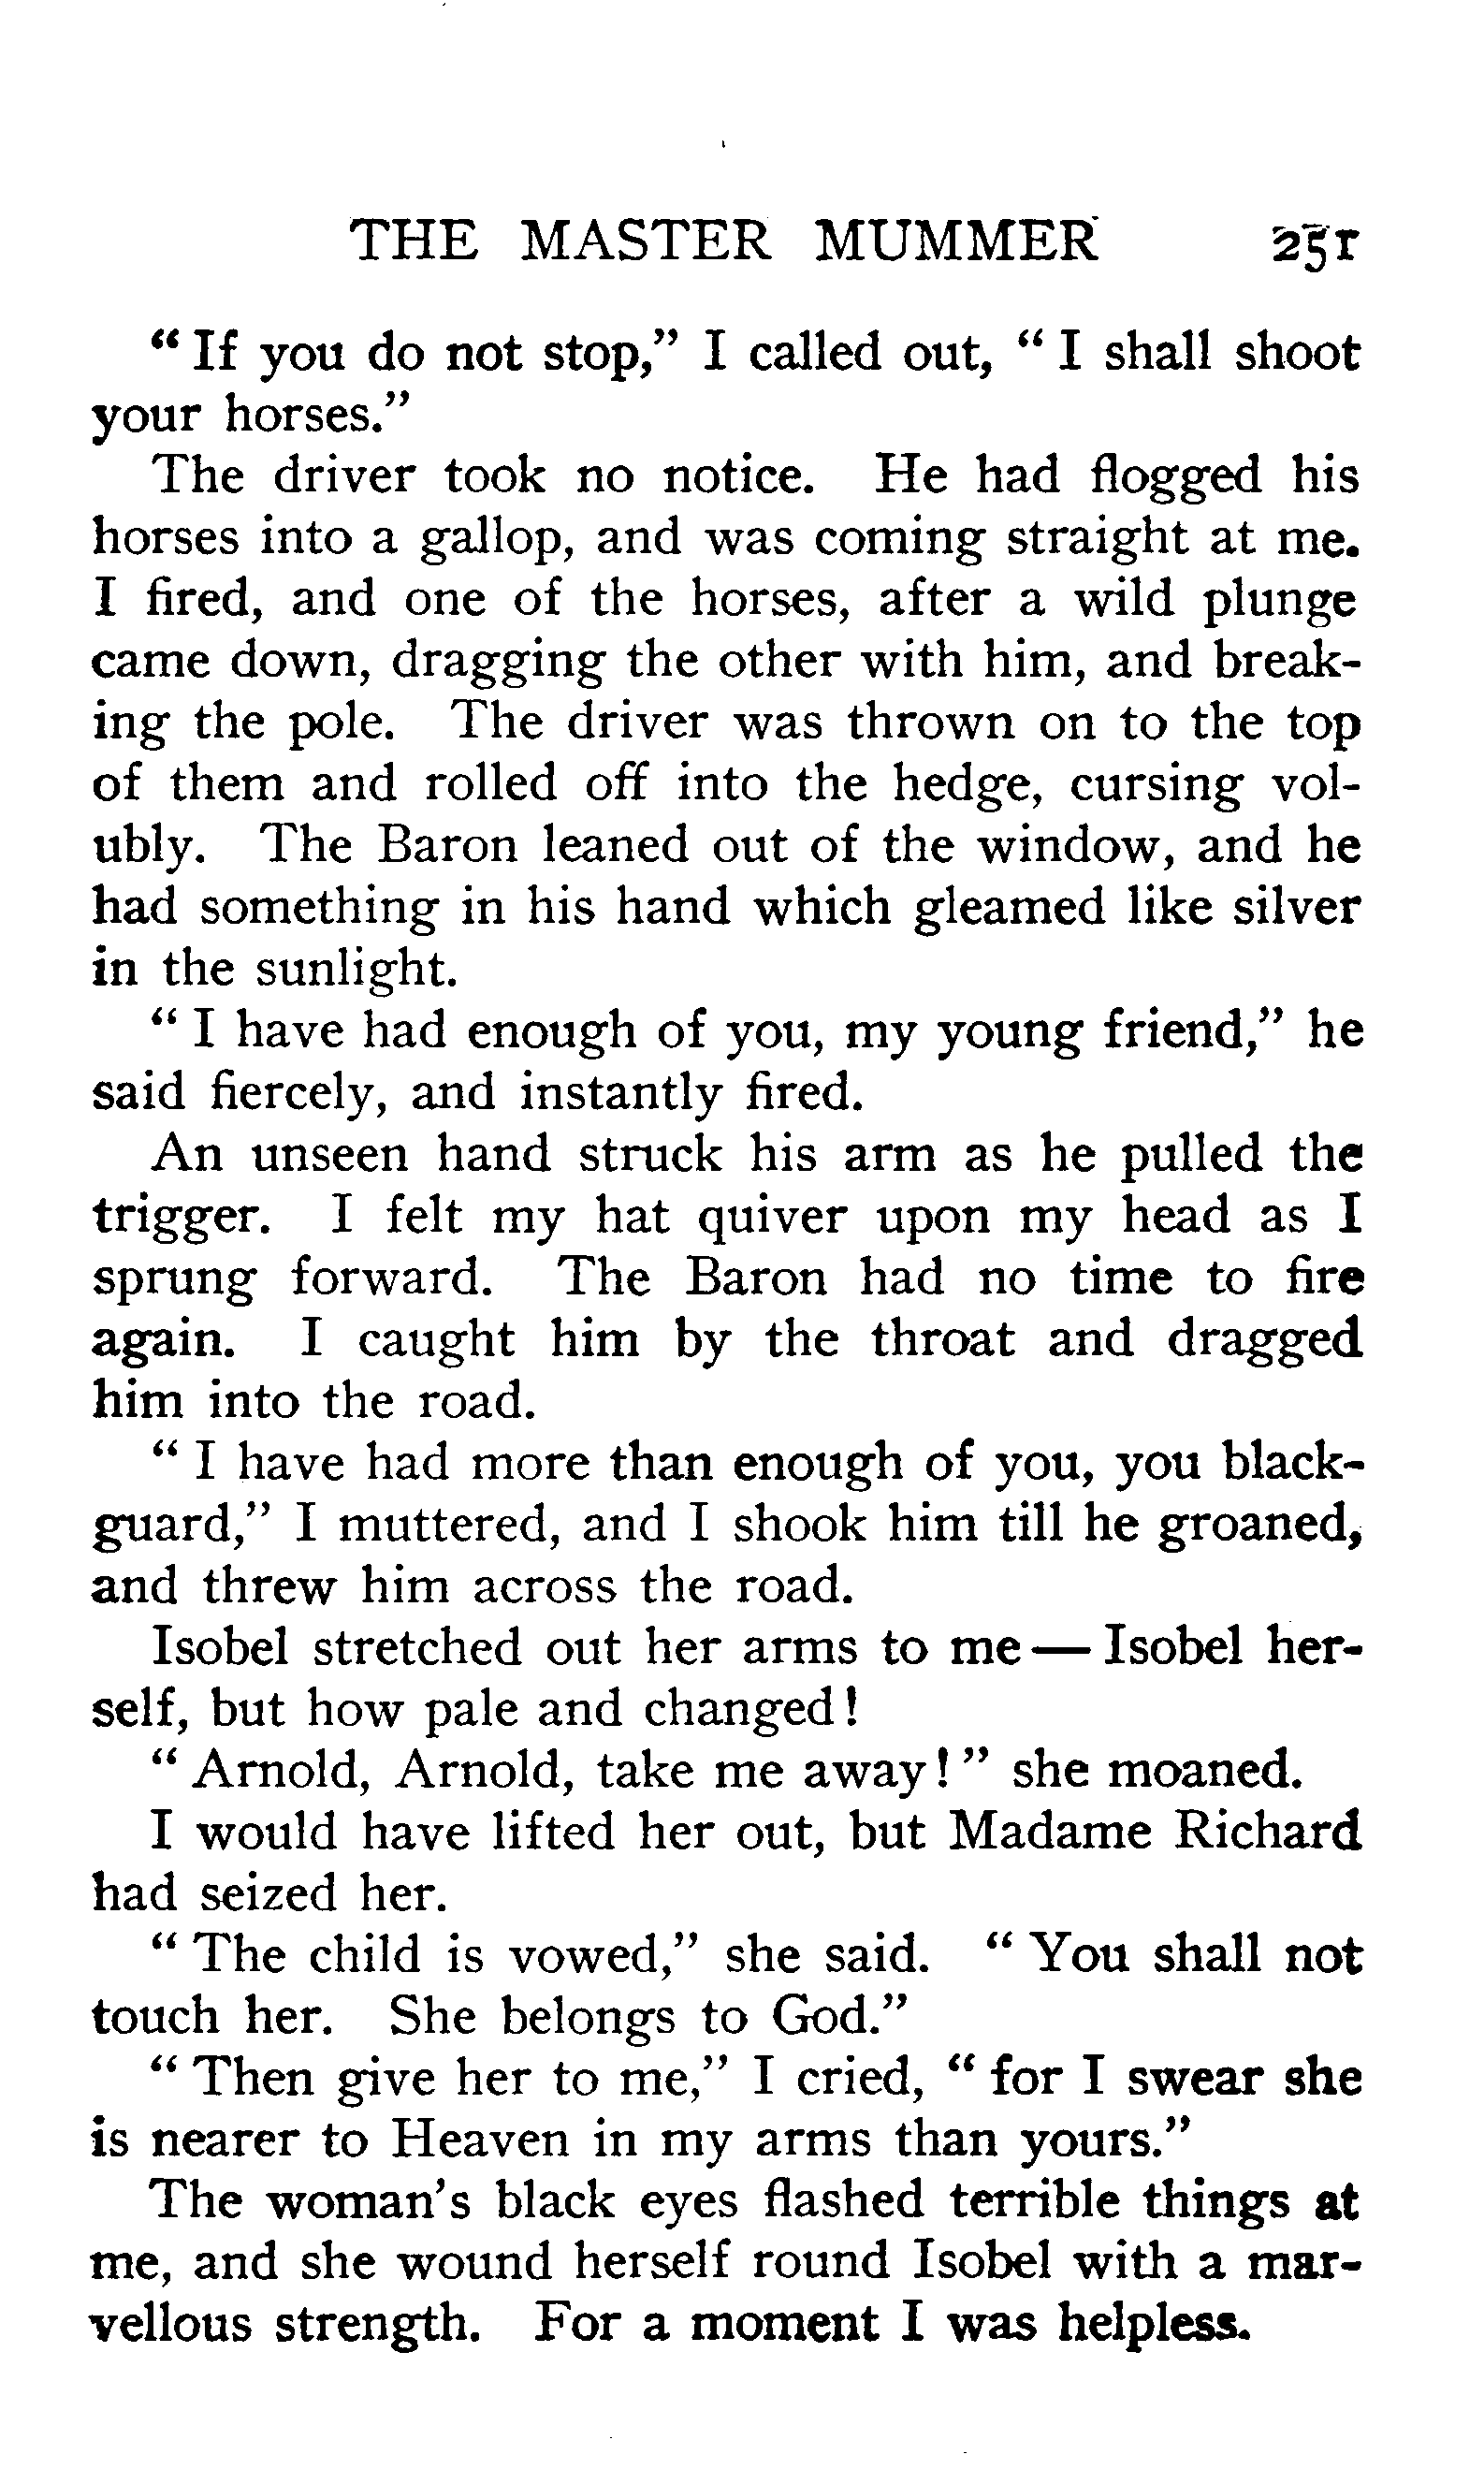 THE MASTER MUMMER 251
“If you do not stop,” I called out, “I shall shoot
your horses.”
The driver took no notice. He had flogged his
horses into a gallop, and was coming straight at me.
I fired, and one of the horses, after a wild plunge
came down, dragging the other with him, and break-
ing the pole. The driver was thrown on to the top
of them and rolled off into the hedge, cursing vol-
ubly. The Baron leaned out of the window, and he
had something in his hand which gleamed like silver
in the sunlight.
“I have had enough of you, my young friend,” he
said fiercely, and instantly fired.
An unseen hand struck his arm as he pulled the
trigger. I felt my hat quiver upon my head as I
sprung forward. The Baron had no time to fire
again. I caught him by the throat and dragged
him into the road.
“I have had more than enough of you, you black-
guard,” I muttered, and I shook him till he groaned,
and threw him across the road.
Isobel stretched out her arms to me — Isobel her-
self, but how pale and changed!
“Arnold, Arnold, take me away!” she moaned.
I would have lifted her out, but Madame Richard
had seized her.
“The child is vowed,” she said. “You shall not
touch her. She belongs to God.”
“Then give her to me,” I cried, “for I swear she
is nearer to Heaven in my arms than yours.”
The woman's black eyes flashed terrible things at
me, and she wound herself round Isobel with a mar-
vellous strength. For a moment I was helpless.